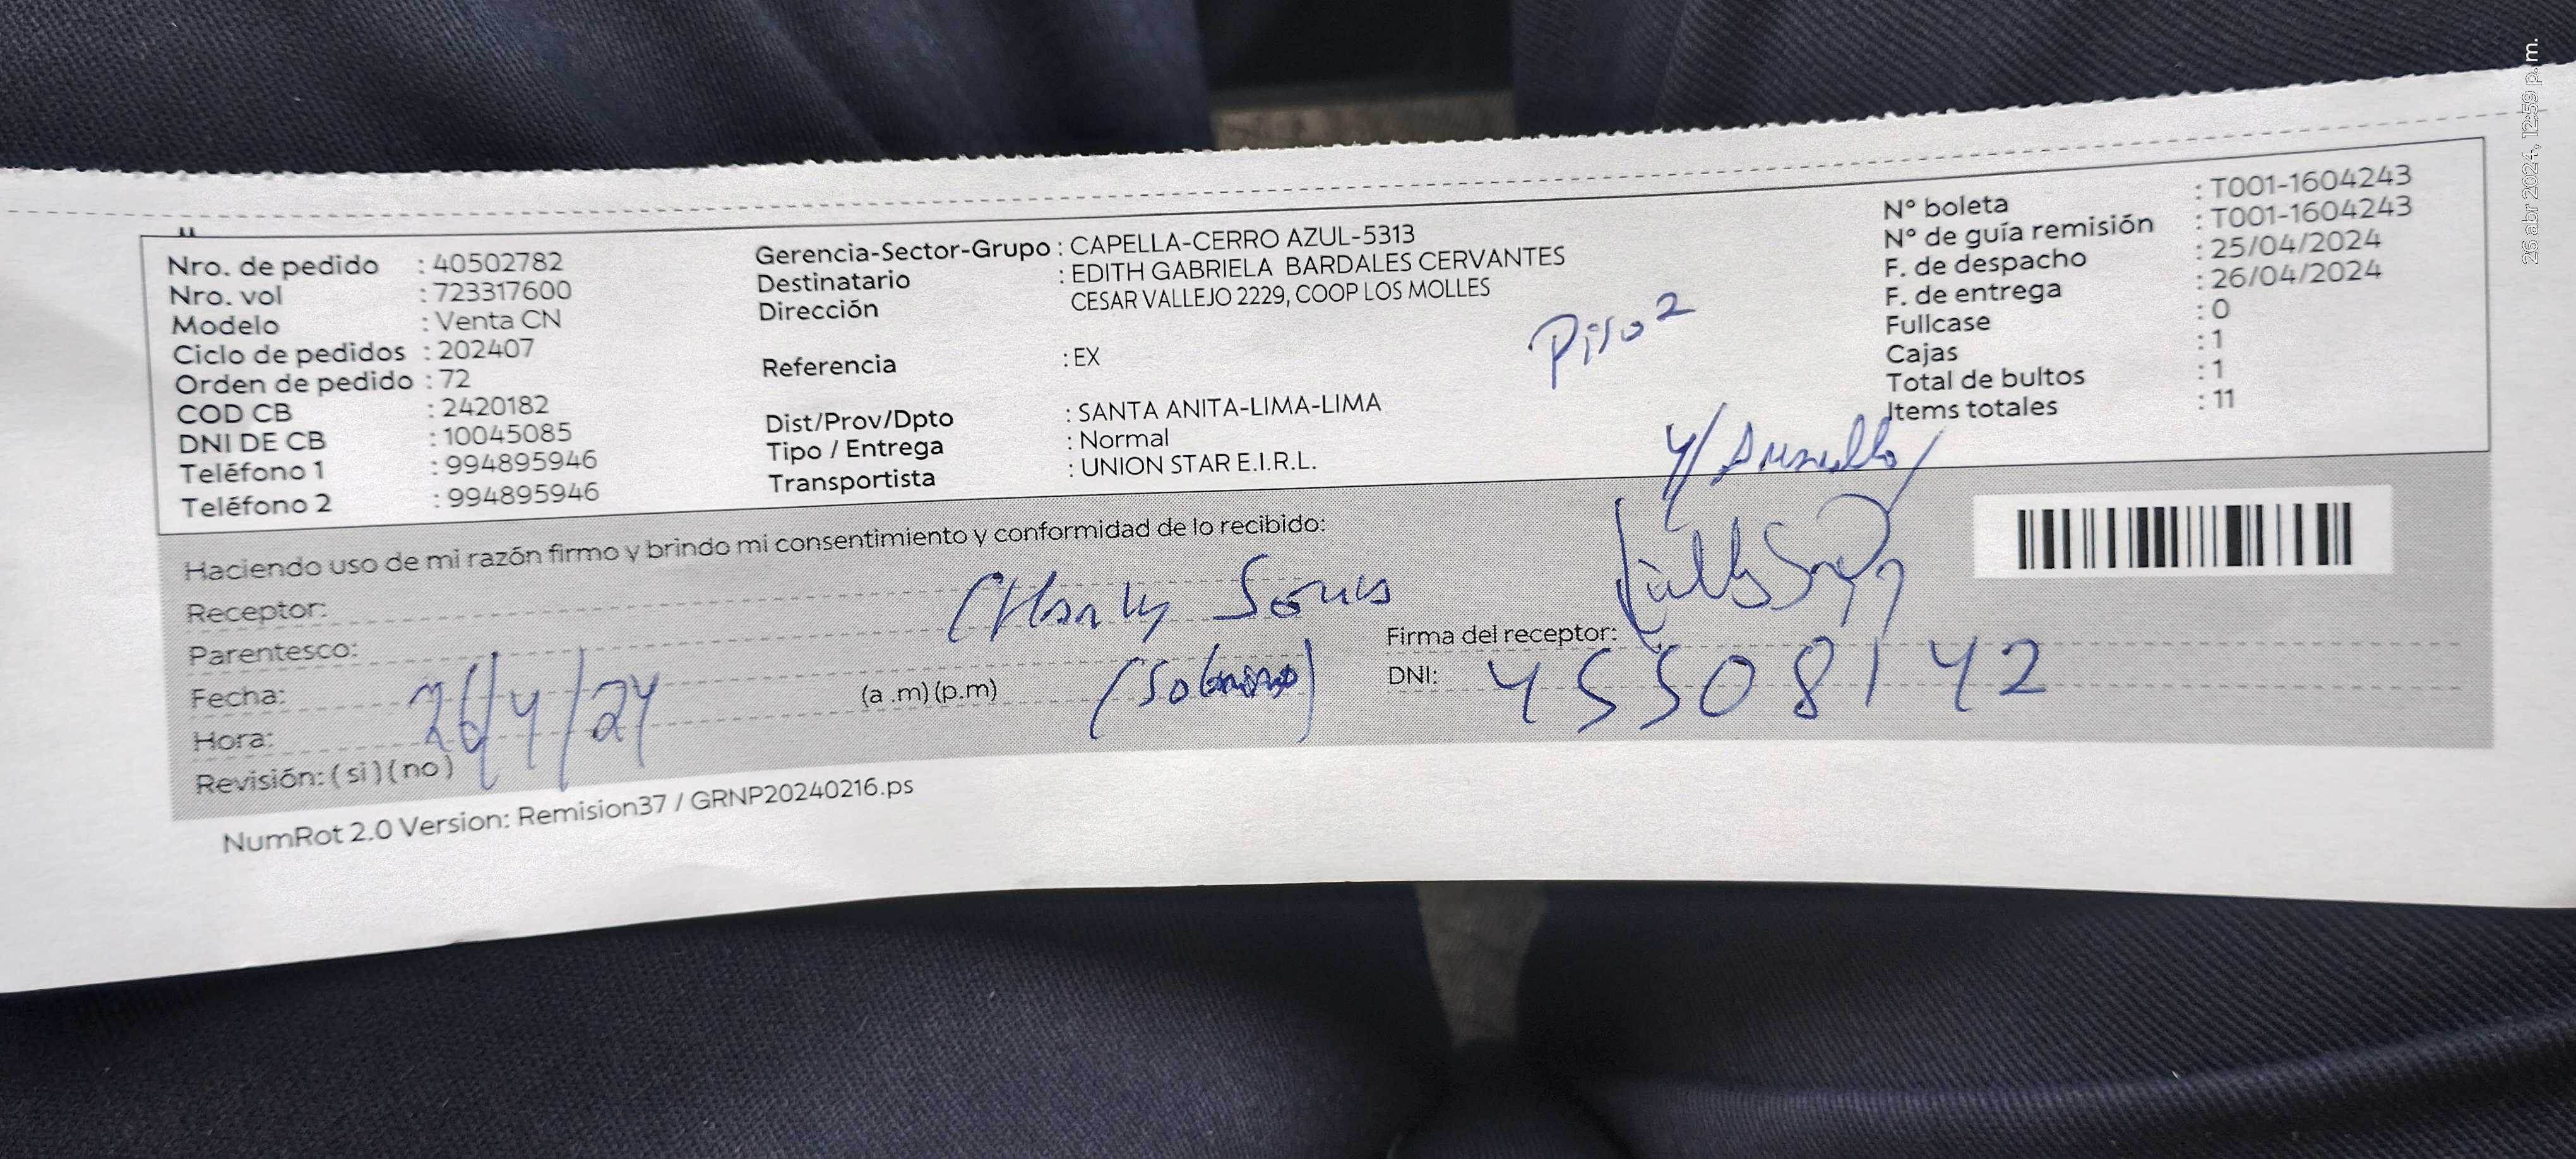 26 abr 2024, 12:59 p.m.
Nro. de pedido : 40502782
Nro. vol : 723317600
Modelo : Venta CN
Ciclo de pedidos : 202407
Orden de pedido : 72
COD CB : 2420182
DNI DE CB : 10045085
Teléfono 1 : 994895946
Teléfono 2 : 994895946
Gerencia-Sector-Grupo : CAPELLA-CERRO AZUL-5313
Destinatario : EDITH GABRIELA BARDALES CERVANTES
Dirección CESAR VALLEJO 2229, COOP LOS MOLLES
Piso 2
Referencia : EX
Dist/Prov/Dpto : SANTA ANITA-LIMA-LIMA
Tipo / Entrega : Normal
Transportista : UNION STAR E.I.R.L.
N° boleta : T001-1604243
N° de guía remisión : T001-1604243
F. de despacho : 25/04/2024
F. de entrega : 26/04/2024
Fullcase : 0
Cajas : 1
Total de bultos : 1
Items totales : 11
Haciendo uso de mi razón firmo y brindo mi consentimiento y conformidad de lo recibido:
Receptor:
Parentesco: (Sobrino)
Fecha: 26/4/24
Hora: (a .m) (p.m)
Revisión: ( si ) ( no )
Firma del receptor:
DNI: 45508142
NumRot 2.0 Version: Remision37 / GRNP20240216.ps